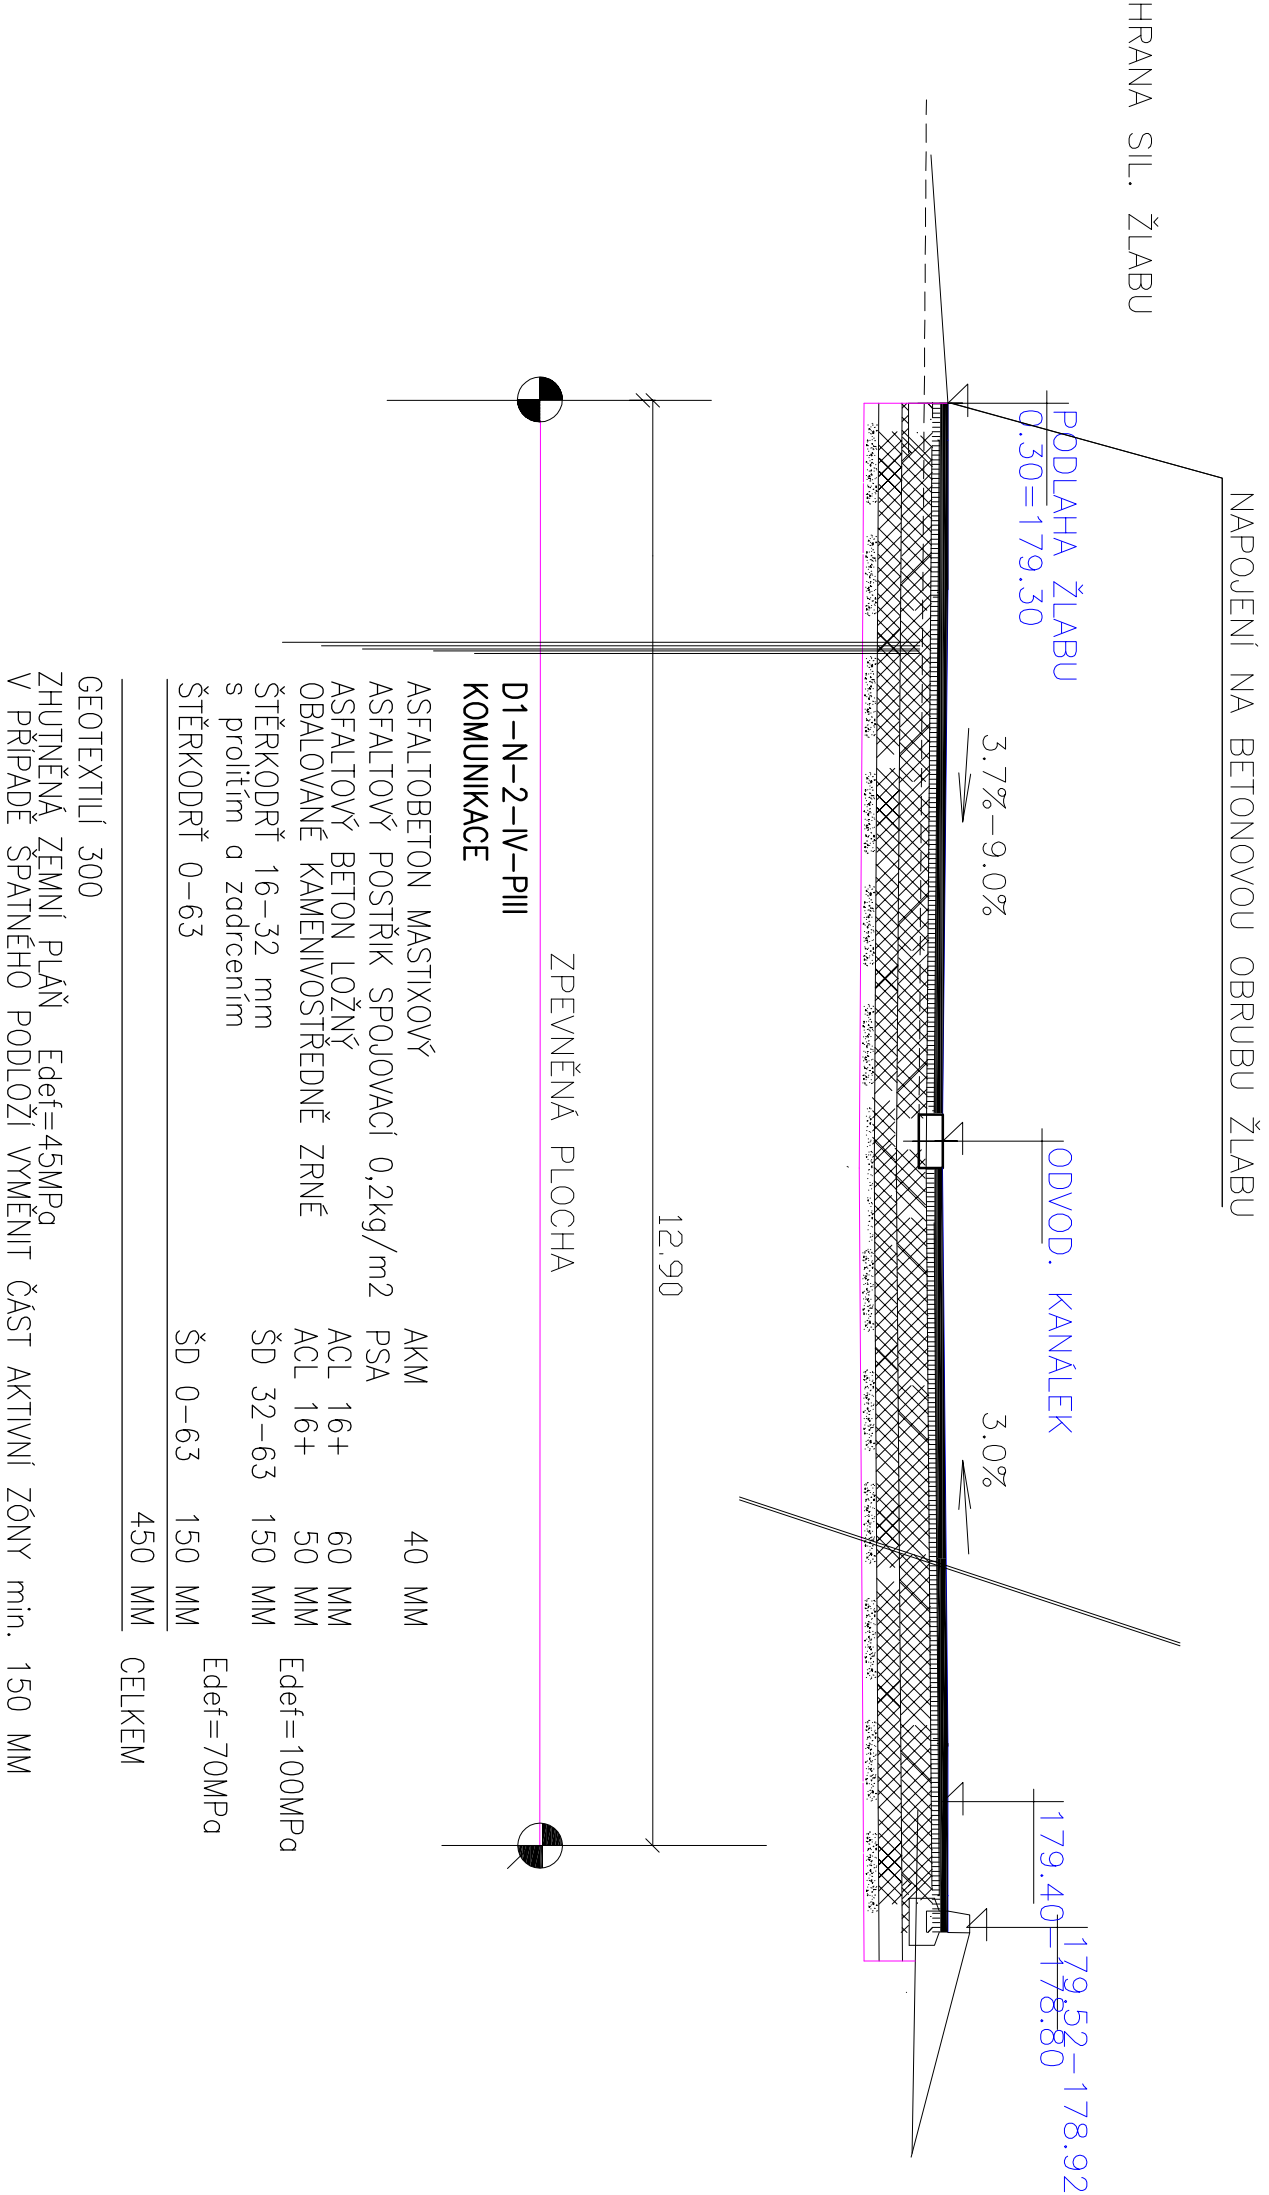 HRANA SIL. ŽLABU
NAPOJENÍ NA BETONOVOU OBRUBU ŽLABU
PODLAHA ŽLABU
0.30=179.30
ODVOD. KANÁLEK
179.52-178.92
179.40-178.80
3.7%-9.0%
3.0%
12.90
ZPEVNĚNÁ PLOCHA
D1-N-2-IV-PIII
KOMUNIKACE
ASFALTOBETON MASTIXOVÝ AKM 40 MM
ASFALTOVÝ POSTŘIK SPOJOVACÍ 0,2kg/m2 PSA
ASFALTOVÝ BETON LOŽNÝ ACL 16+ 60 MM
OBALOVANÉ KAMENIVOSTŘEDNĚ ZRNÉ ACL 16+ 50 MM
Edef=100MPa
ŠTĚRKODRŤ 16-32 mm ŠD 32-63 150 MM
s prolitím a zadrcením
Edef=70MPa
ŠTĚRKODRŤ 0-63 ŠD 0-63 150 MM
450 MM CELKEM
GEOTEXTILÍ 300
ZHUTNĚNÁ ZEMNÍ PLÁŇ Edef=45MPa
V PŘÍPADĚ ŠPATNÉHO PODLOŽÍ VYMĚNIT ČÁST AKTIVNÍ ZÓNY min. 150 MM